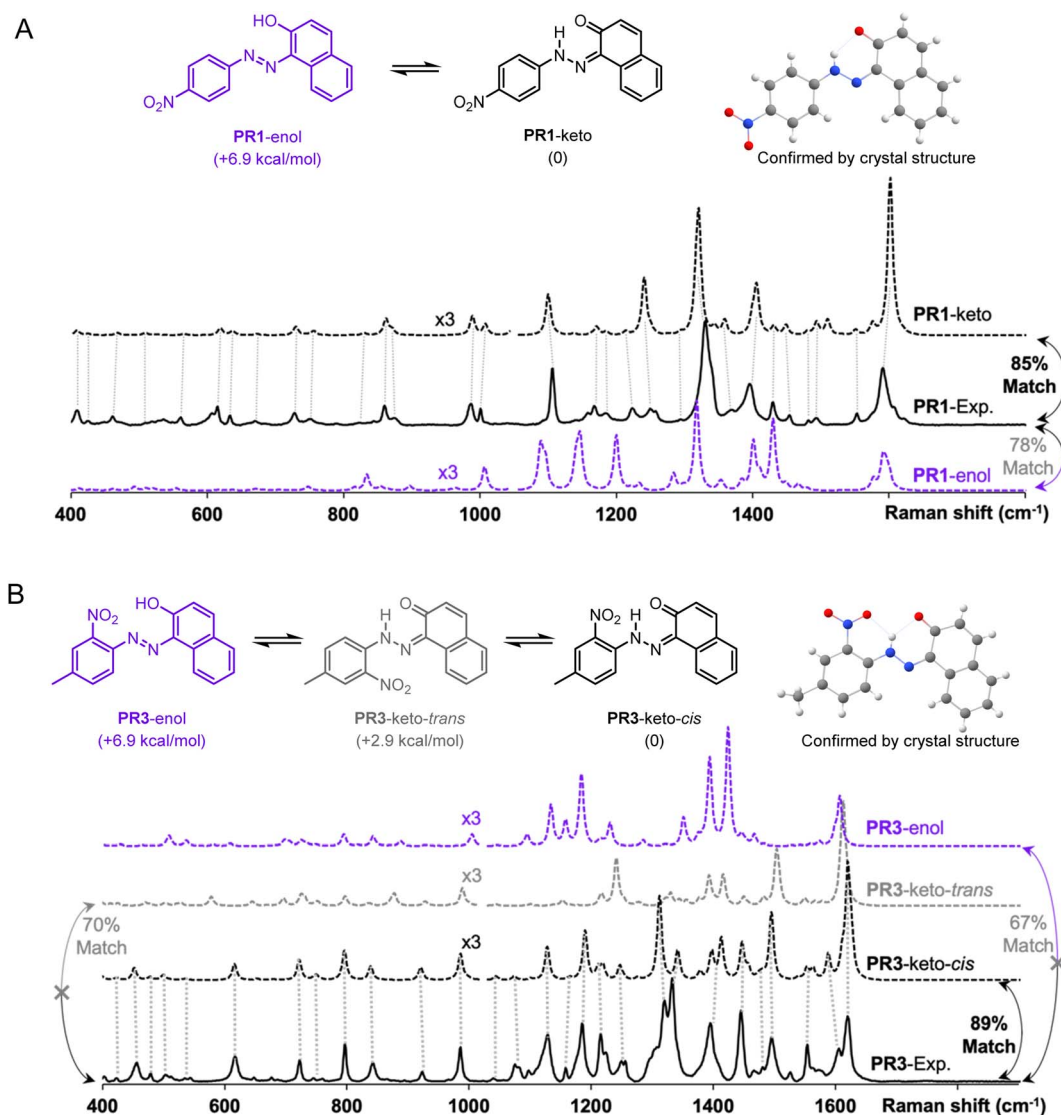 A
HO
N
N
O₂N
PR1-enol
(+6.9 kcal/mol)
H
N
N
O
O₂N
PR1-keto
(0)
Confirmed by crystal structure
x3
PR1-keto
85%
Match
PR1-Exp.
x3
78%
Match
PR1-enol
400 600 800 1000 1200 1400 Raman shift (cm⁻¹)
B
NO₂
HO
N
N
PR3-enol
(+6.9 kcal/mol)
H
N
N
O
NO₂
PR3-keto-trans
(+2.9 kcal/mol)
NO₂
H
N
N
O
PR3-keto-cis
(0)
Confirmed by crystal structure
x3
PR3-enol
x3
PR3-keto-trans
70%
Match
67%
Match
x3
PR3-keto-cis
89%
Match
PR3-Exp.
400 600 800 1000 1200 1400 1600 Raman shift (cm⁻¹)